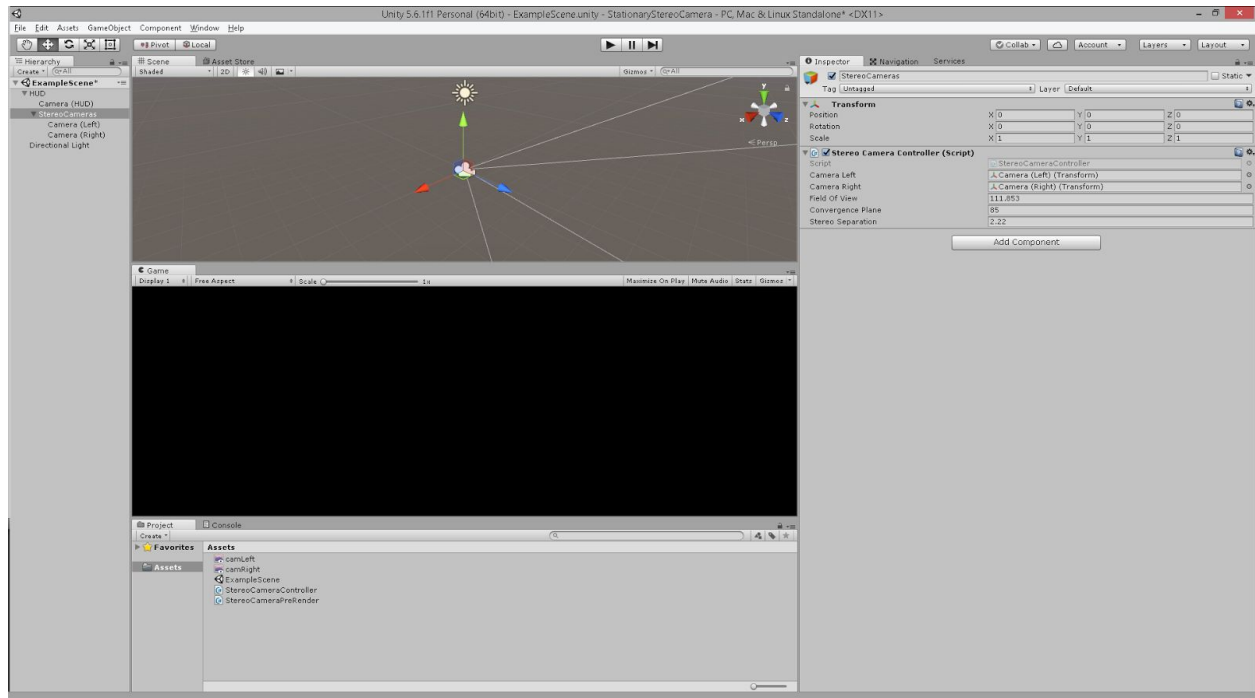 Unity 5.6.1f1 Personal (64bit) - ExampleScene.unity - StationaryStereoCamera - PC, Mac & Linux Standalone* <DX11>
File Edit Assets GameObject Component Window Help
Pivot Local
Collab Account Layers Layout
Hierarchy
Create All
ExampleScene*
HUD
Camera (HUD)
StereoCameras
Camera (Left)
Camera (Right)
Directional Light
Scene Asset Store
Shaded 2D Gizmos All
y
x z
Persp
Game
Display 1 Free Aspect Scale 1x Maximize On Play Mute Audio Stats Gizmos
Project Console
Create
Favorites
Assets
Assets
camLeft
camRight
ExampleScene
StereoCameraController
StereoCameraPreRender
Inspector Navigation Services
StereoCameras Static
Tag Untagged Layer Default
Transform
Position X 0 Y 0 Z 0
Rotation X 0 Y 0 Z 0
Scale X 1 Y 1 Z 1
Stereo Camera Controller (Script)
Script StereoCameraController
Camera Left Camera (Left) (Transform)
Camera Right Camera (Right) (Transform)
Field Of View 111.853
Convergence Plane 85
Stereo Separation 2.22
Add Component